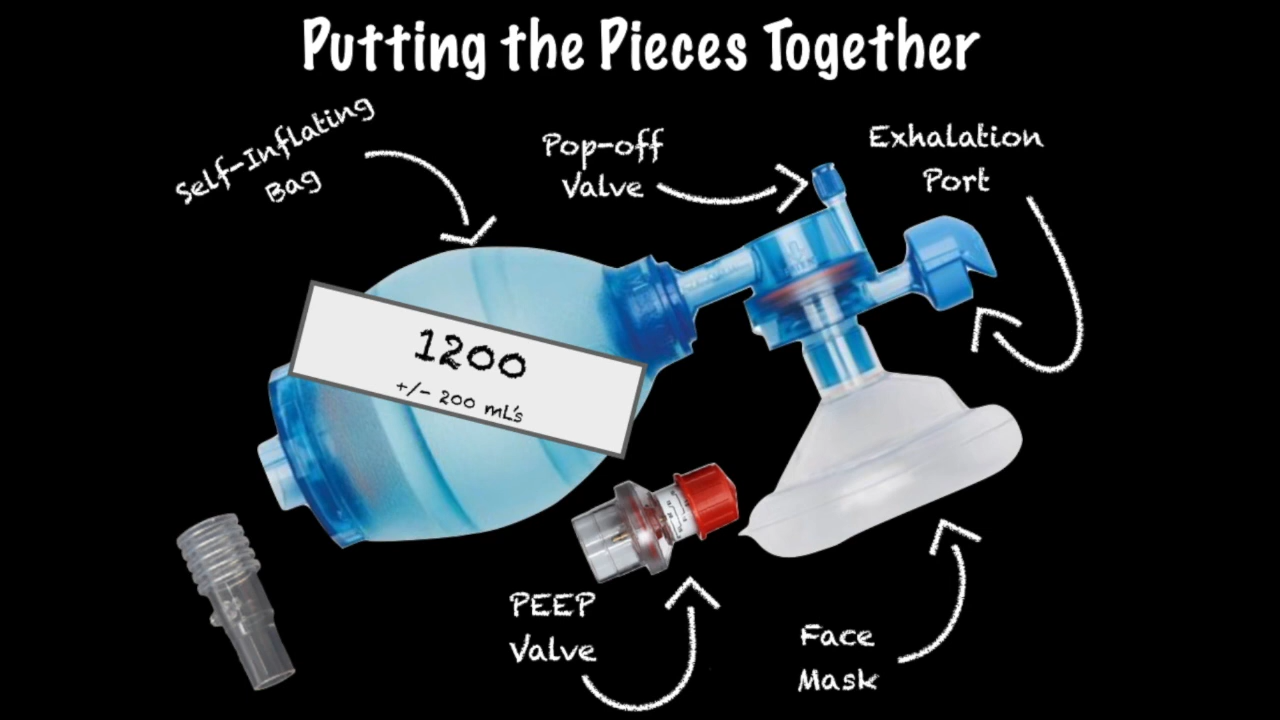 Putting the Pieces Together
Self-Inflating
Bag
Pop-off
Valve
Exhalation
Port
1200
+/- 200 mL's
PEEP
Valve
Face
Mask